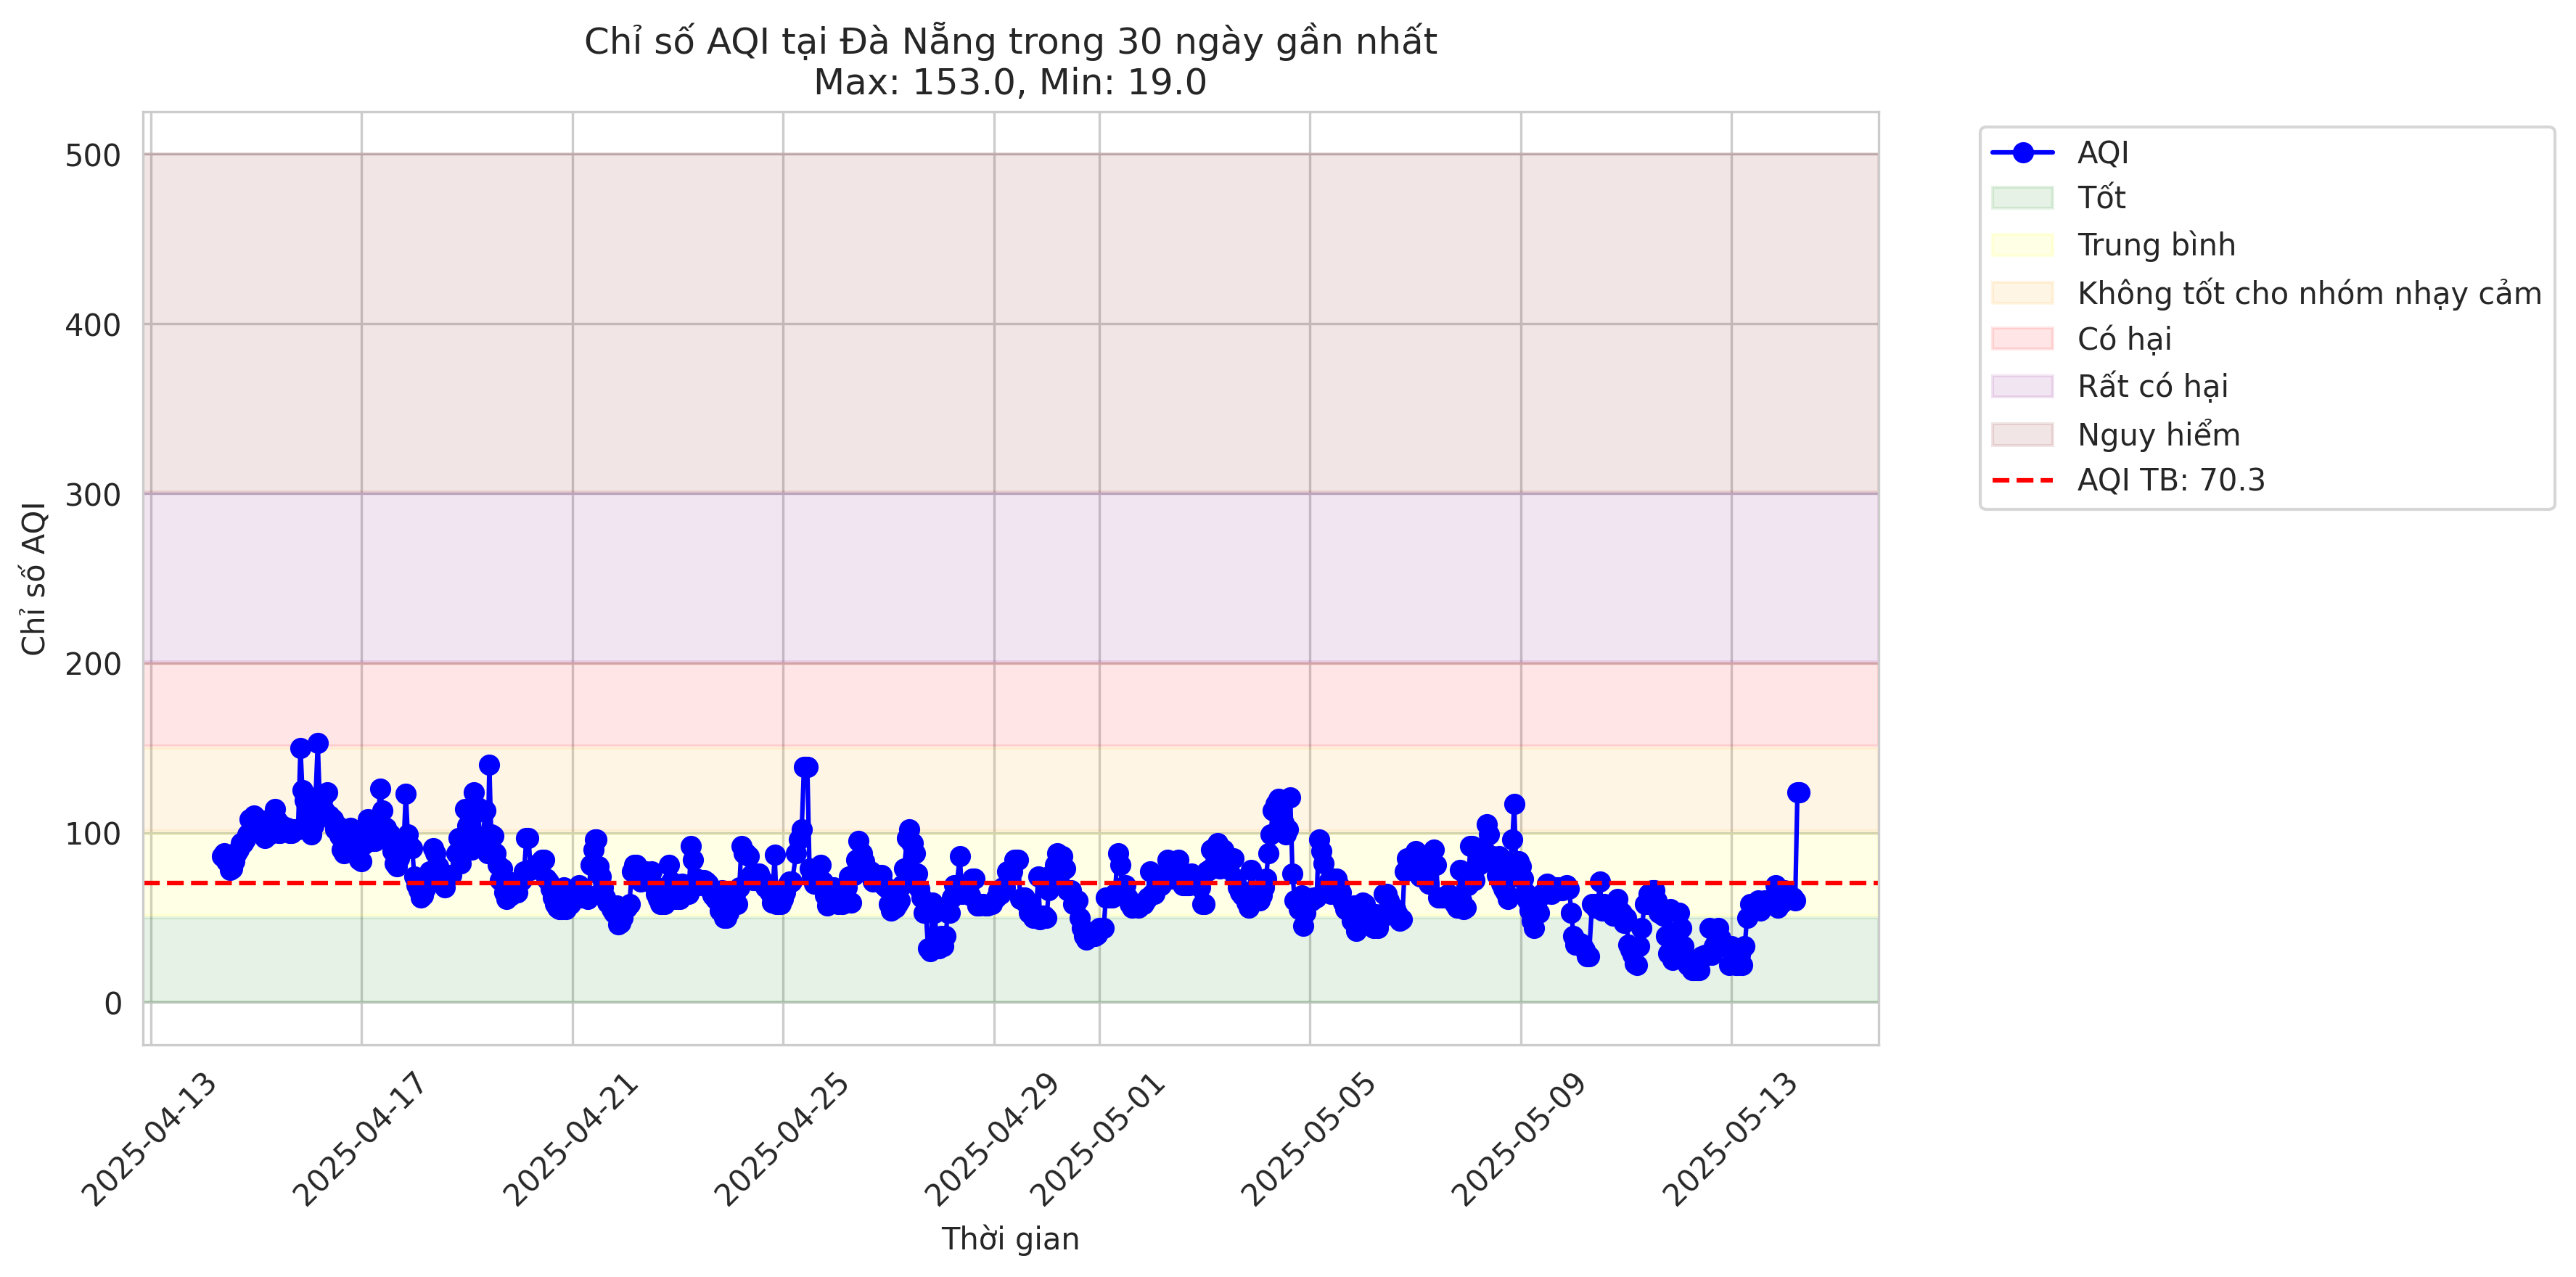 Chỉ số AQI tại Đà Nẵng trong 30 ngày gần nhất
Max: 153.0, Min: 19.0
Chỉ số AQI
500
400
300
200
100
0
2025-04-13
2025-04-17
2025-04-21
2025-04-25
2025-04-29
2025-05-01
2025-05-05
2025-05-09
2025-05-13
Thời gian
AQI
Tốt
Trung bình
Không tốt cho nhóm nhạy cảm
Có hại
Rất có hại
Nguy hiểm
AQI TB: 70.3